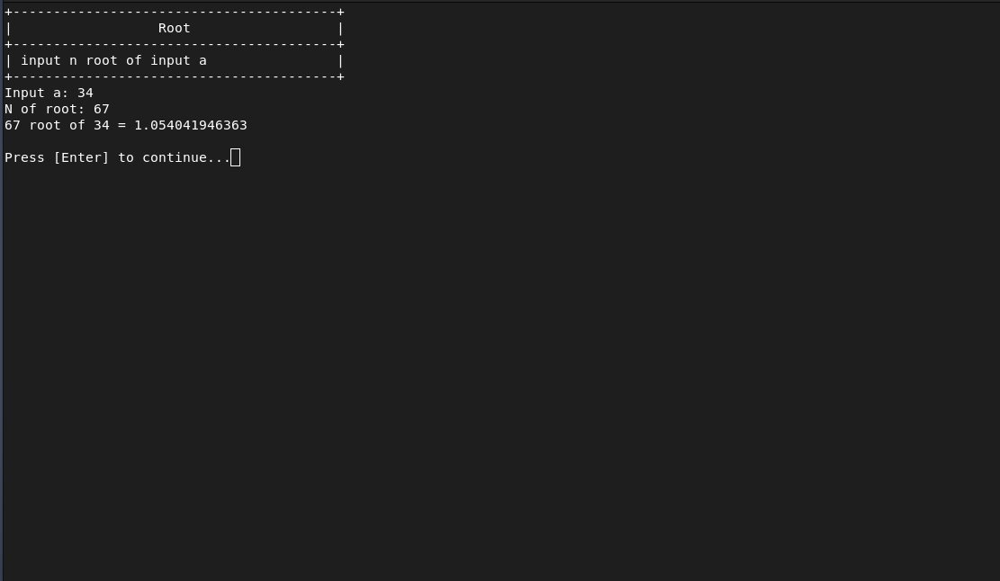 +----------------------------------------+
|                  Root                  |
+----------------------------------------+
| input n root of input a                |
+----------------------------------------+
Input a: 34
N of root: 67
67 root of 34 = 1.054041946363
Press [Enter] to continue...